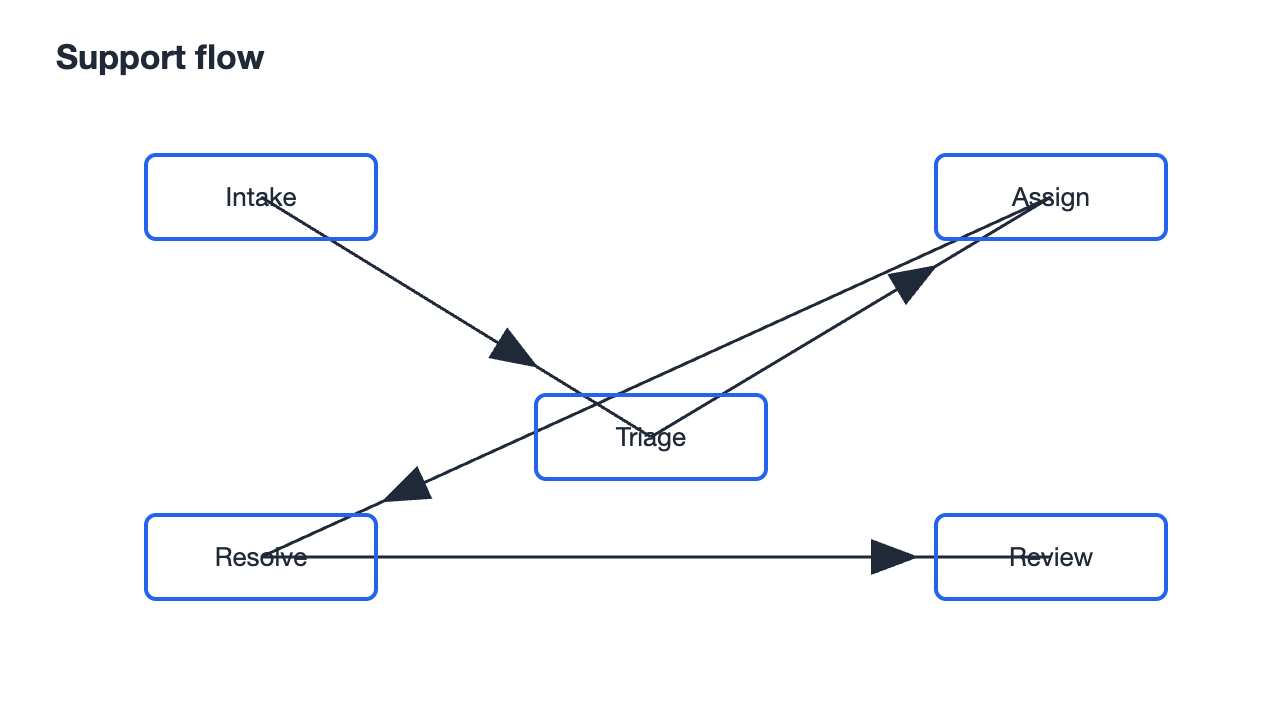 Support flow
Intake
Assign
Triage
Resolve
Review